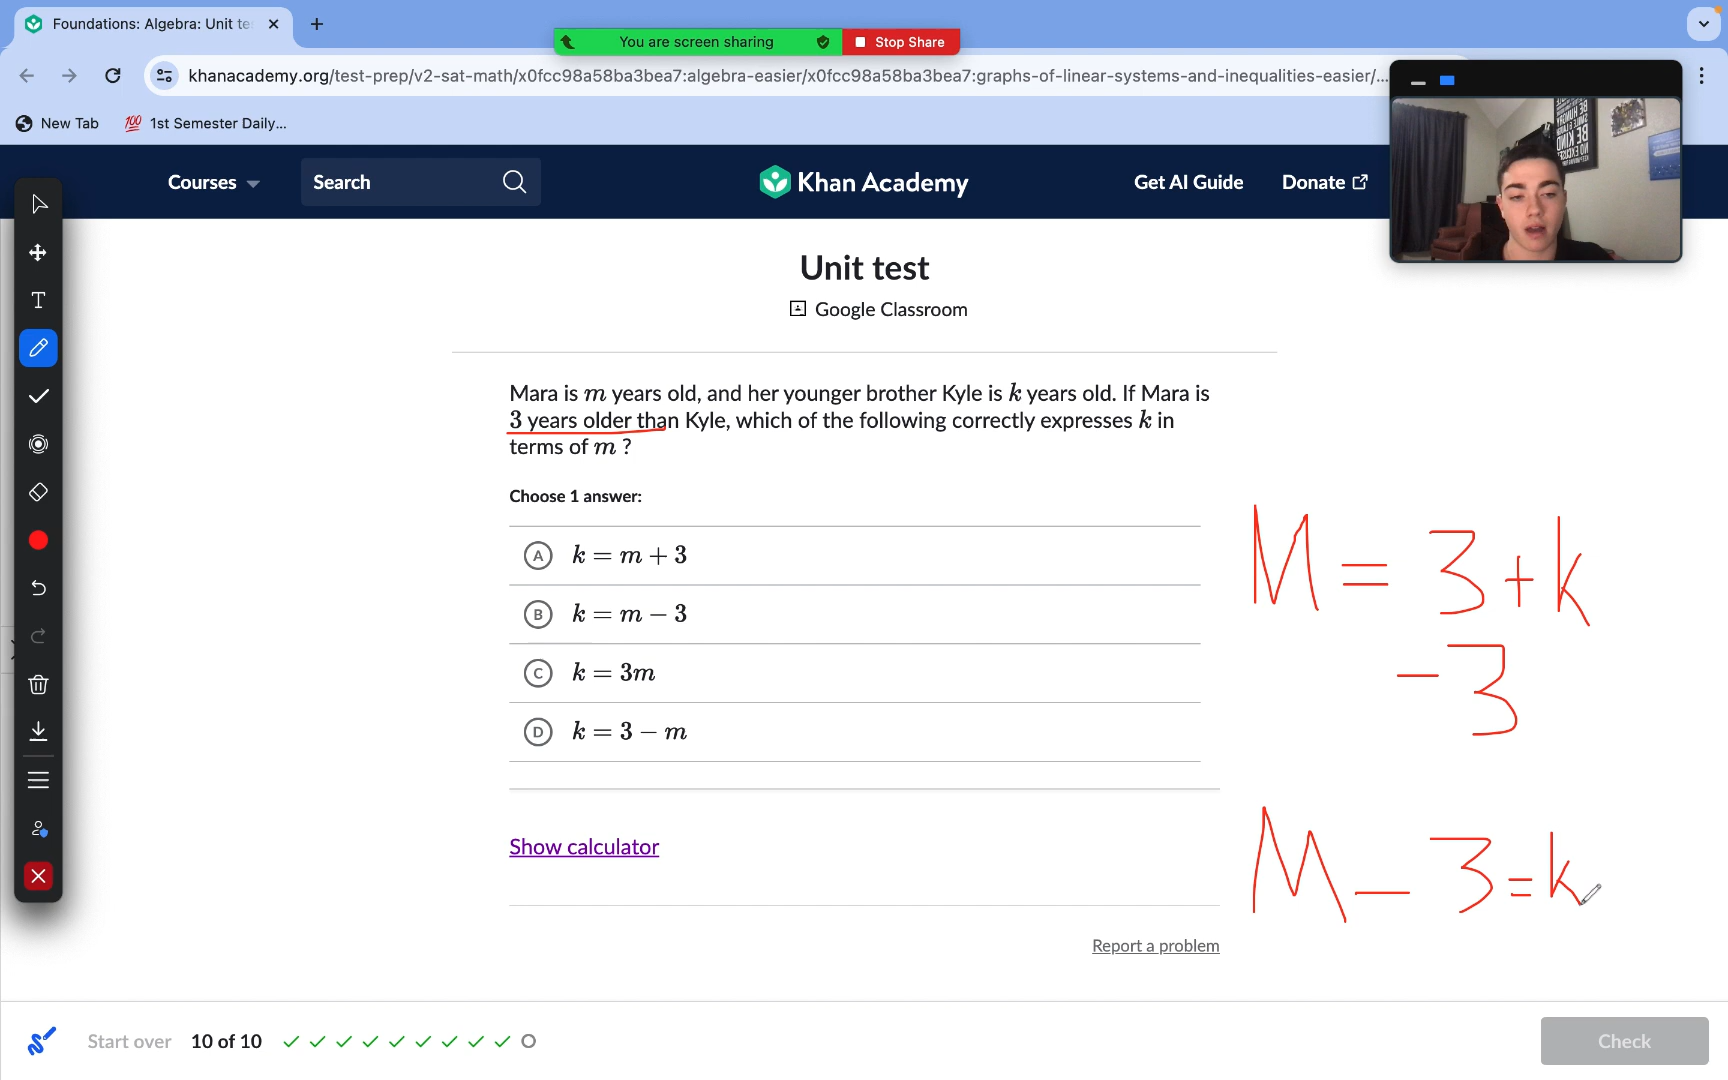 Foundations: Algebra: Unit te
You are screen sharing
Stop Share
khanacademy.org/test-prep/v2-sat-math/x0fcc98a58ba3bea7:algebra-easier/x0fcc98a58ba3bea7:graphs-of-linear-systems-and-inequalities-easier/...
New Tab
💯 1st Semester Daily...
Courses
Search
Khan Academy
Get AI Guide
Donate
Unit test
Google Classroom
Mara is m years old, and her younger brother Kyle is k years old. If Mara is
3 years older than Kyle, which of the following correctly expresses k in
terms of m ?
Choose 1 answer:
A k = m + 3
B k = m − 3
C k = 3m
D k = 3 − m
M = 3 + k
− 3
M − 3 = k
Show calculator
Report a problem
Start over
10 of 10
Check